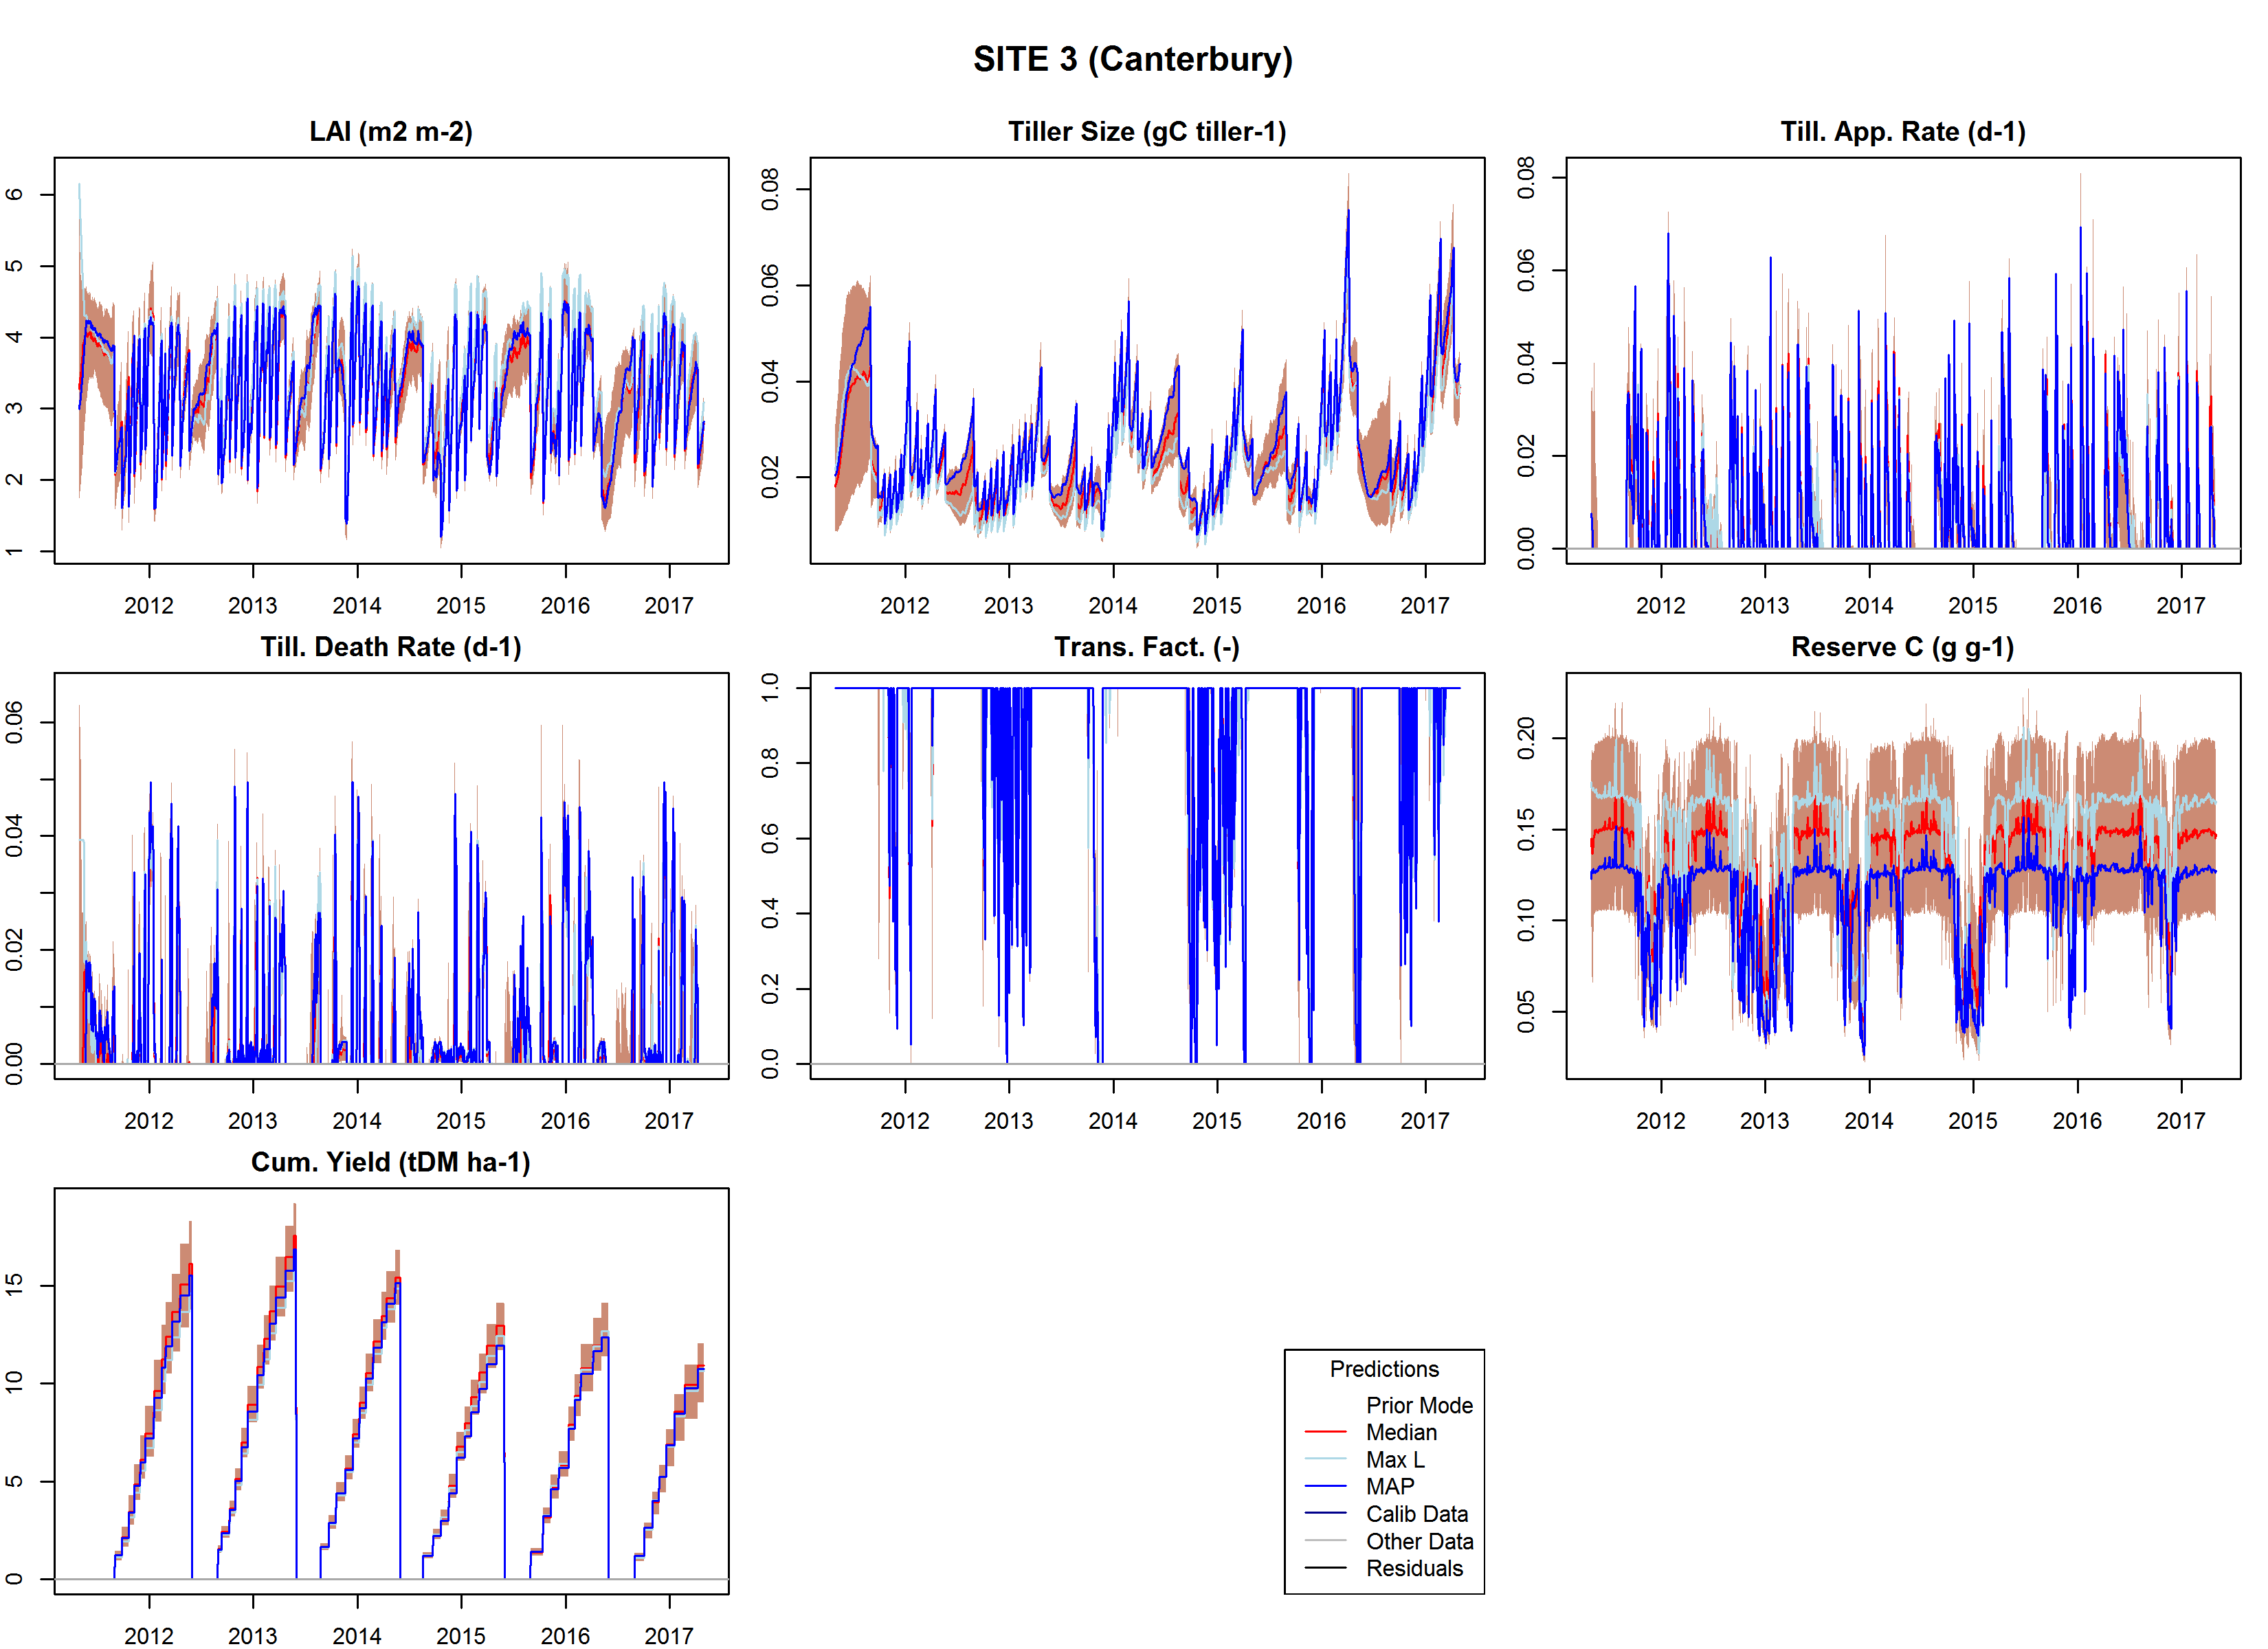 SITE 3 (Canterbury)
LAI (m2 m-2)
6
5
4
3
2
1
2012 2013 2014 2015 2016 2017
Tiller Size (gC tiller-1)
0.08
0.06
0.04
0.02
2012 2013 2014 2015 2016 2017
Till. App. Rate (d-1)
0.08
0.06
0.04
0.02
0.00
2012 2013 2014 2015 2016 2017
Till. Death Rate (d-1)
0.06
0.04
0.02
0.00
2012 2013 2014 2015 2016 2017
Trans. Fact. (-)
1.0
0.8
0.6
0.4
0.2
0.0
2012 2013 2014 2015 2016 2017
Reserve C (g g-1)
0.20
0.15
0.10
0.05
2012 2013 2014 2015 2016 2017
Cum. Yield (tDM ha-1)
15
10
5
0
2012 2013 2014 2015 2016 2017
Predictions
Prior Mode
Median
Max L
MAP
Calib Data
Other Data
Residuals